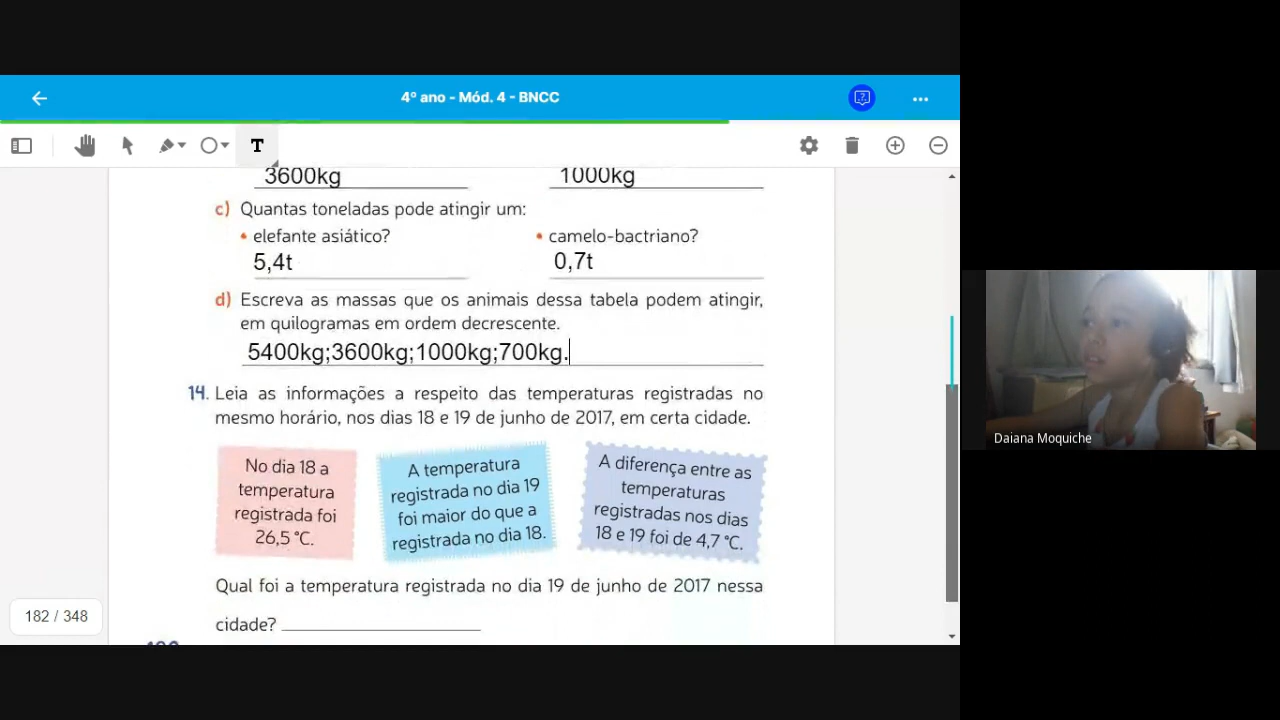 4º ano - Mód. 4 - BNCC
T
3600kg 1000kg
c) Quantas toneladas pode atingir um:
• elefante asiático? • camelo-bactriano?
5,4t 0,7t
d) Escreva as massas que os animais dessa tabela podem atingir,
em quilogramas em ordem decrescente.
5400kg;3600kg;1000kg;700kg.
14. Leia as informações a respeito das temperaturas registradas no
mesmo horário, nos dias 18 e 19 de junho de 2017, em certa cidade.
No dia 18 a
temperatura
registrada foi
26,5 °C.
A temperatura
registrada no dia 19
foi maior do que a
registrada no dia 18.
A diferença entre as
temperaturas
registradas nos dias
18 e 19 foi de 4,7 °C.
Qual foi a temperatura registrada no dia 19 de junho de 2017 nessa
cidade?
182 / 348
Daiana Moquiche